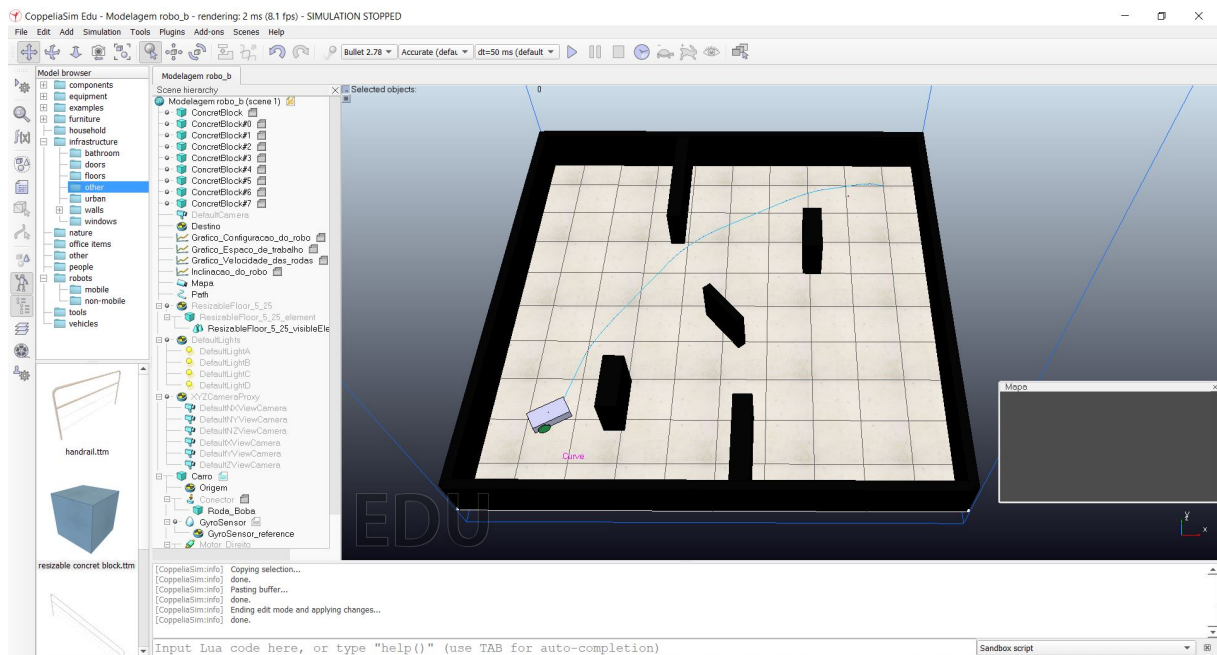 CoppeliaSim Edu - Modelagem robo_b - rendering: 2 ms (8.1 fps) - SIMULATION STOPPED
File Edit Add Simulation Tools Plugins Add-ons Scenes Help
Bullet 2.78 Accurate (defau dt=50 ms (default
Model browser
components
equipment
examples
furniture
household
infrastructure
bathroom
doors
floors
other
urban
walls
windows
nature
office items
other
people
robots
mobile
non-mobile
tools
vehicles
handrail.ttm
resizable concret block.ttm
Modelagem robo_b
Scene hierarchy
Modelagem robo_b (scene 1)
ConcretBlock
ConcretBlock#0
ConcretBlock#1
ConcretBlock#2
ConcretBlock#3
ConcretBlock#4
ConcretBlock#5
ConcretBlock#6
ConcretBlock#7
DefaultCamera
Destino
Grafico_Configuracao_do_robo
Grafico_Espaco_de_trabalho
Grafico_Velocidade_das_rodas
Inclinacao_do_robo
Mapa
Path
ResizableFloor_5_25
ResizableFloor_5_25_element
ResizableFloor_5_25_visibleEle
DefaultLights
DefaultLightA
DefaultLightB
DefaultLightC
DefaultLightD
XYZCameraProxy
DefaultNXViewCamera
DefaultNYViewCamera
DefaultNZViewCamera
DefaultXViewCamera
DefaultYViewCamera
DefaultZViewCamera
Carro
Origem
Conector
Roda_Boba
GyroSensor
GyroSensor_reference
Motor_Direito
Selected objects: 0
Curve
EDU
Mapa
z
y
x
[CoppeliaSim:info] Copying selection...
[CoppeliaSim:info] done.
[CoppeliaSim:info] Pasting buffer...
[CoppeliaSim:info] done.
[CoppeliaSim:info] Ending edit mode and applying changes...
[CoppeliaSim:info] done.
Input Lua code here, or type "help()" (use TAB for auto-completion)
Sandbox script